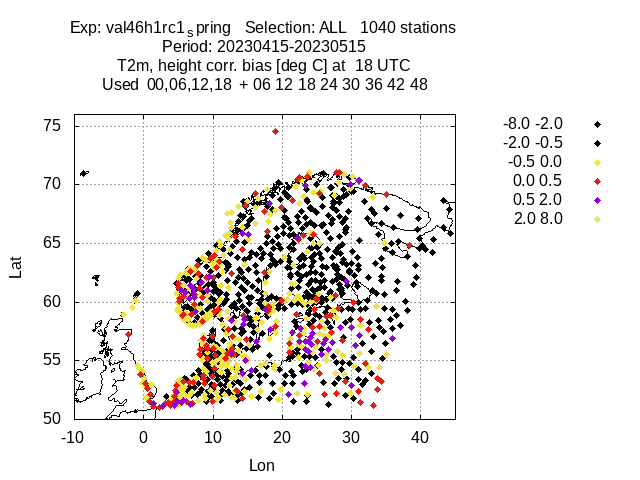 Exp: val46h1rc1spring   Selection: ALL   1040 stations
Period: 20230415-20230515
T2m, height corr. bias [deg C] at  18 UTC
Used  00,06,12,18  + 06 12 18 24 30 36 42 48
-8.0 -2.0
-2.0 -0.5
-0.5 0.0
0.0 0.5
0.5 2.0
2.0 8.0
75
70
65
60
55
50
Lat
-10 0 10 20 30 40
Lon